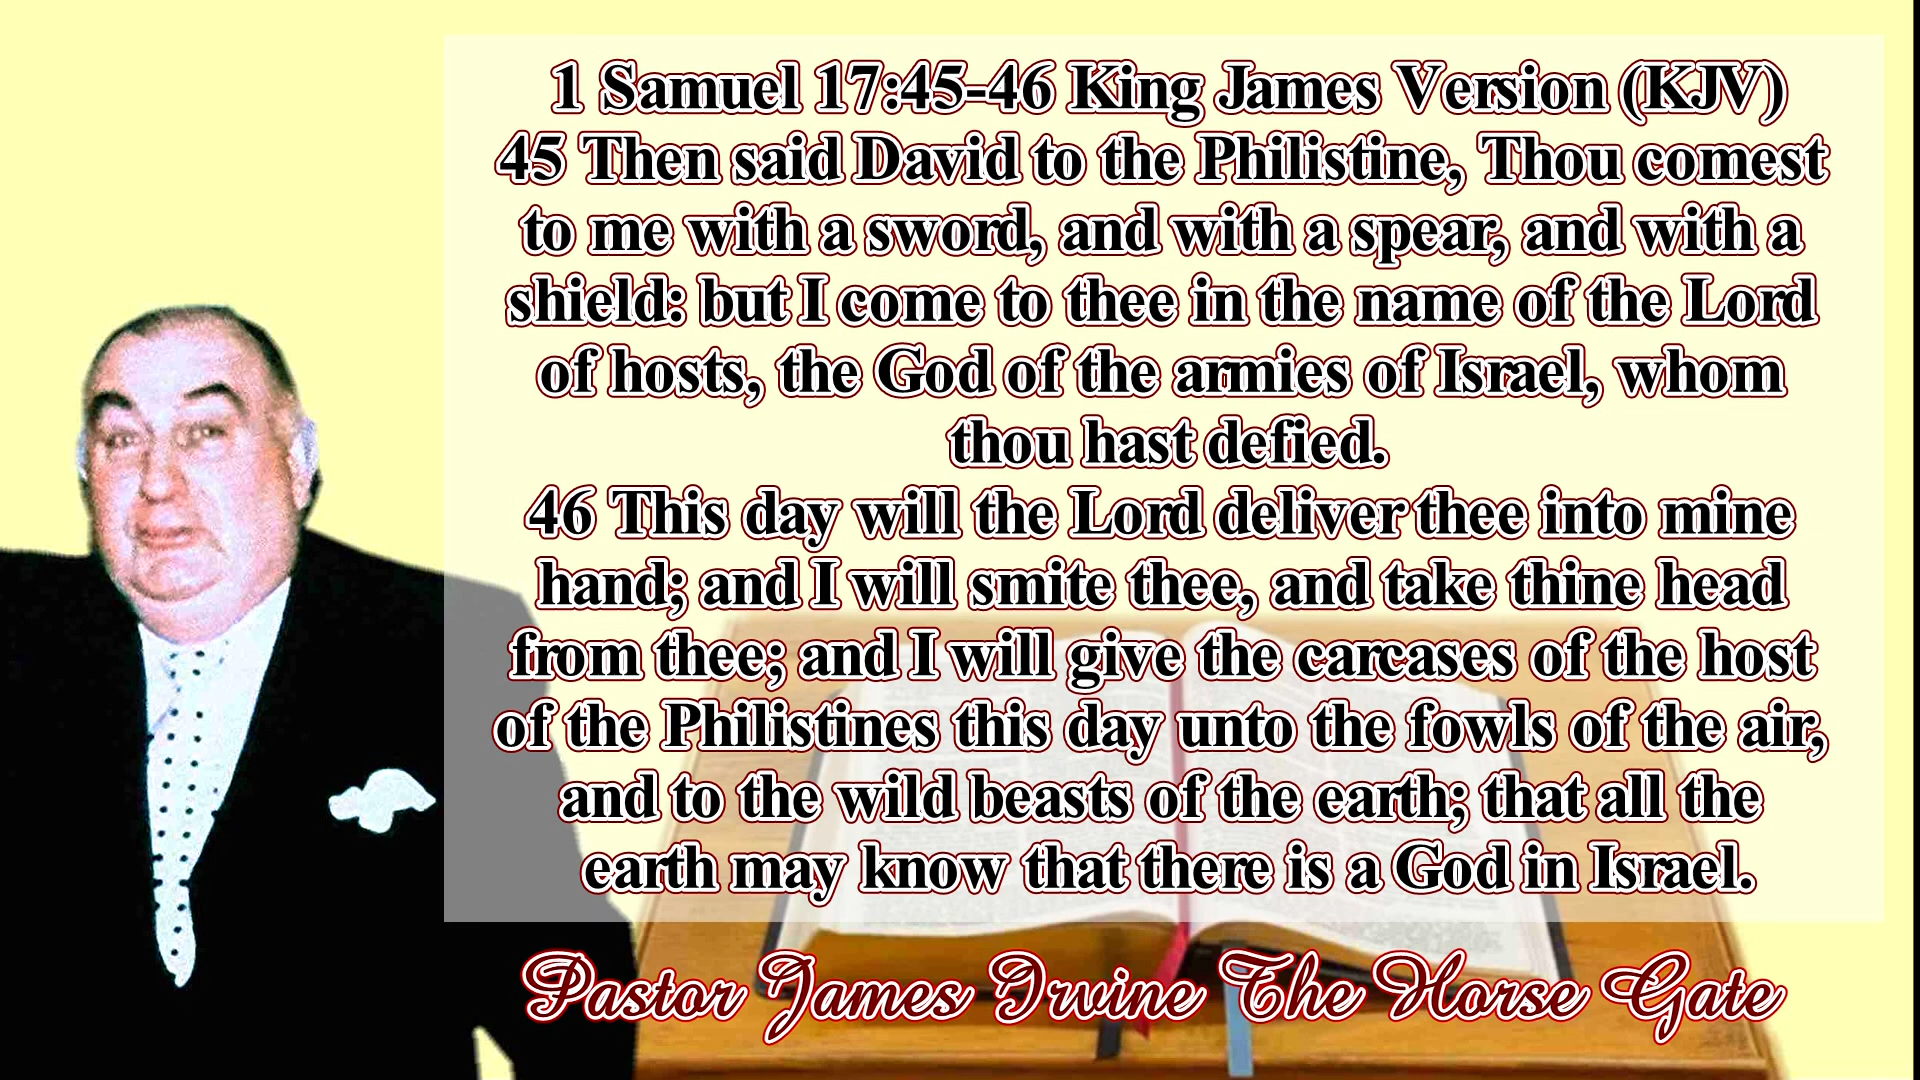 1 Samuel 17:45-46 King James Version (KJV)
45 Then said David to the Philistine, Thou comest
to me with a sword, and with a spear, and with a
shield: but I come to thee in the name of the Lord
of hosts, the God of the armies of Israel, whom
thou hast defied.
46 This day will the Lord deliver thee into mine
hand; and I will smite thee, and take thine head
from thee; and I will give the carcases of the host
of the Philistines this day unto the fowls of the air,
and to the wild beasts of the earth; that all the
earth may know that there is a God in Israel.
Pastor James Irvine The Horse Gate